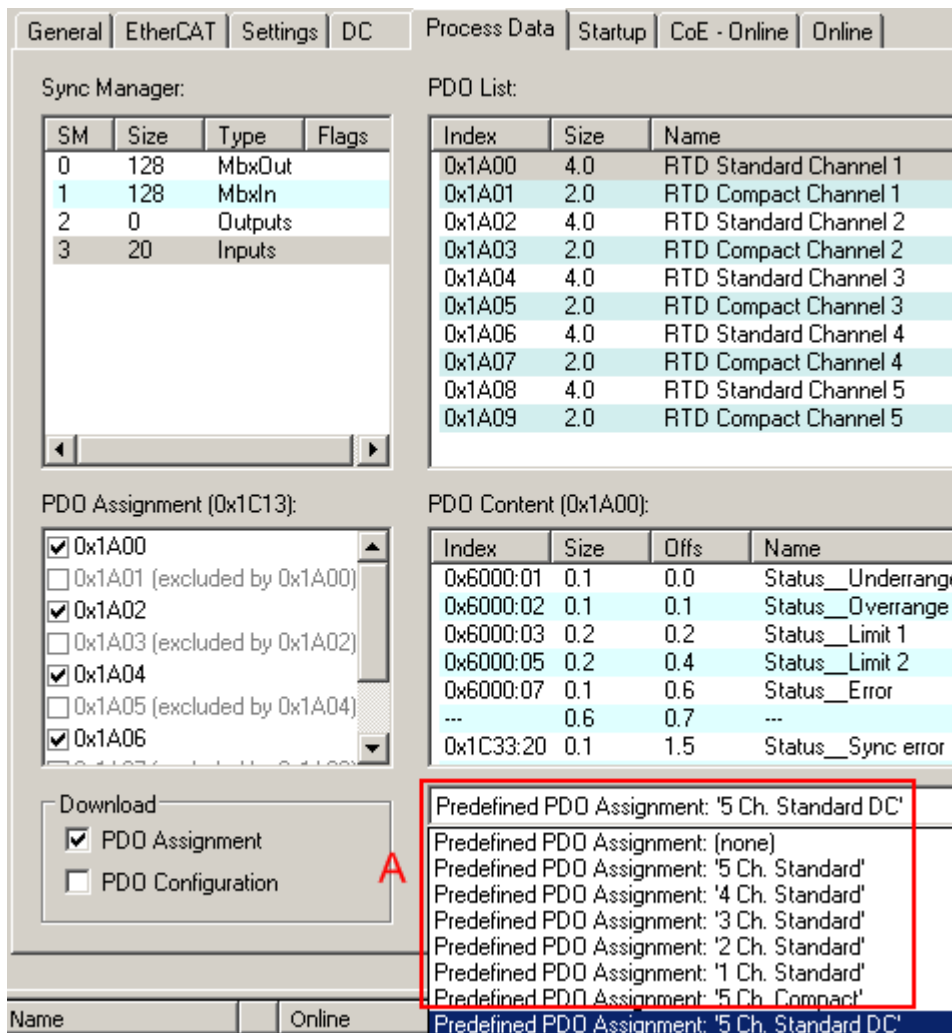 General EtherCAT Settings DC Process Data Startup CoE - Online Online
Sync Manager:
SM Size Type Flags
0 128 MbxOut
1 128 MbxIn
2 0 Outputs
3 20 Inputs
PDO List:
Index Size Name
0x1A00 4.0 RTD Standard Channel 1
0x1A01 2.0 RTD Compact Channel 1
0x1A02 4.0 RTD Standard Channel 2
0x1A03 2.0 RTD Compact Channel 2
0x1A04 4.0 RTD Standard Channel 3
0x1A05 2.0 RTD Compact Channel 3
0x1A06 4.0 RTD Standard Channel 4
0x1A07 2.0 RTD Compact Channel 4
0x1A08 4.0 RTD Standard Channel 5
0x1A09 2.0 RTD Compact Channel 5
PDO Assignment (0x1C13):
0x1A00
0x1A01 (excluded by 0x1A00)
0x1A02
0x1A03 (excluded by 0x1A02)
0x1A04
0x1A05 (excluded by 0x1A04)
0x1A06
PDO Content (0x1A00):
Index Size Offs Name
0x6000:01 0.1 0.0 Status__Underrange
0x6000:02 0.1 0.1 Status__Overrange
0x6000:03 0.2 0.2 Status__Limit 1
0x6000:05 0.2 0.4 Status__Limit 2
0x6000:07 0.1 0.6 Status__Error
--- 0.6 0.7 ---
0x1C33:20 0.1 1.5 Status__Sync error
Download
PDO Assignment
PDO Configuration
A
Predefined PDO Assignment: '5 Ch. Standard DC'
Predefined PDO Assignment: (none)
Predefined PDO Assignment: '5 Ch. Standard'
Predefined PDO Assignment: '4 Ch. Standard'
Predefined PDO Assignment: '3 Ch. Standard'
Predefined PDO Assignment: '2 Ch. Standard'
Predefined PDO Assignment: '1 Ch. Standard'
Predefined PDO Assignment: '5 Ch. Compact'
Predefined PDO Assignment: '5 Ch. Standard DC'
Name Online